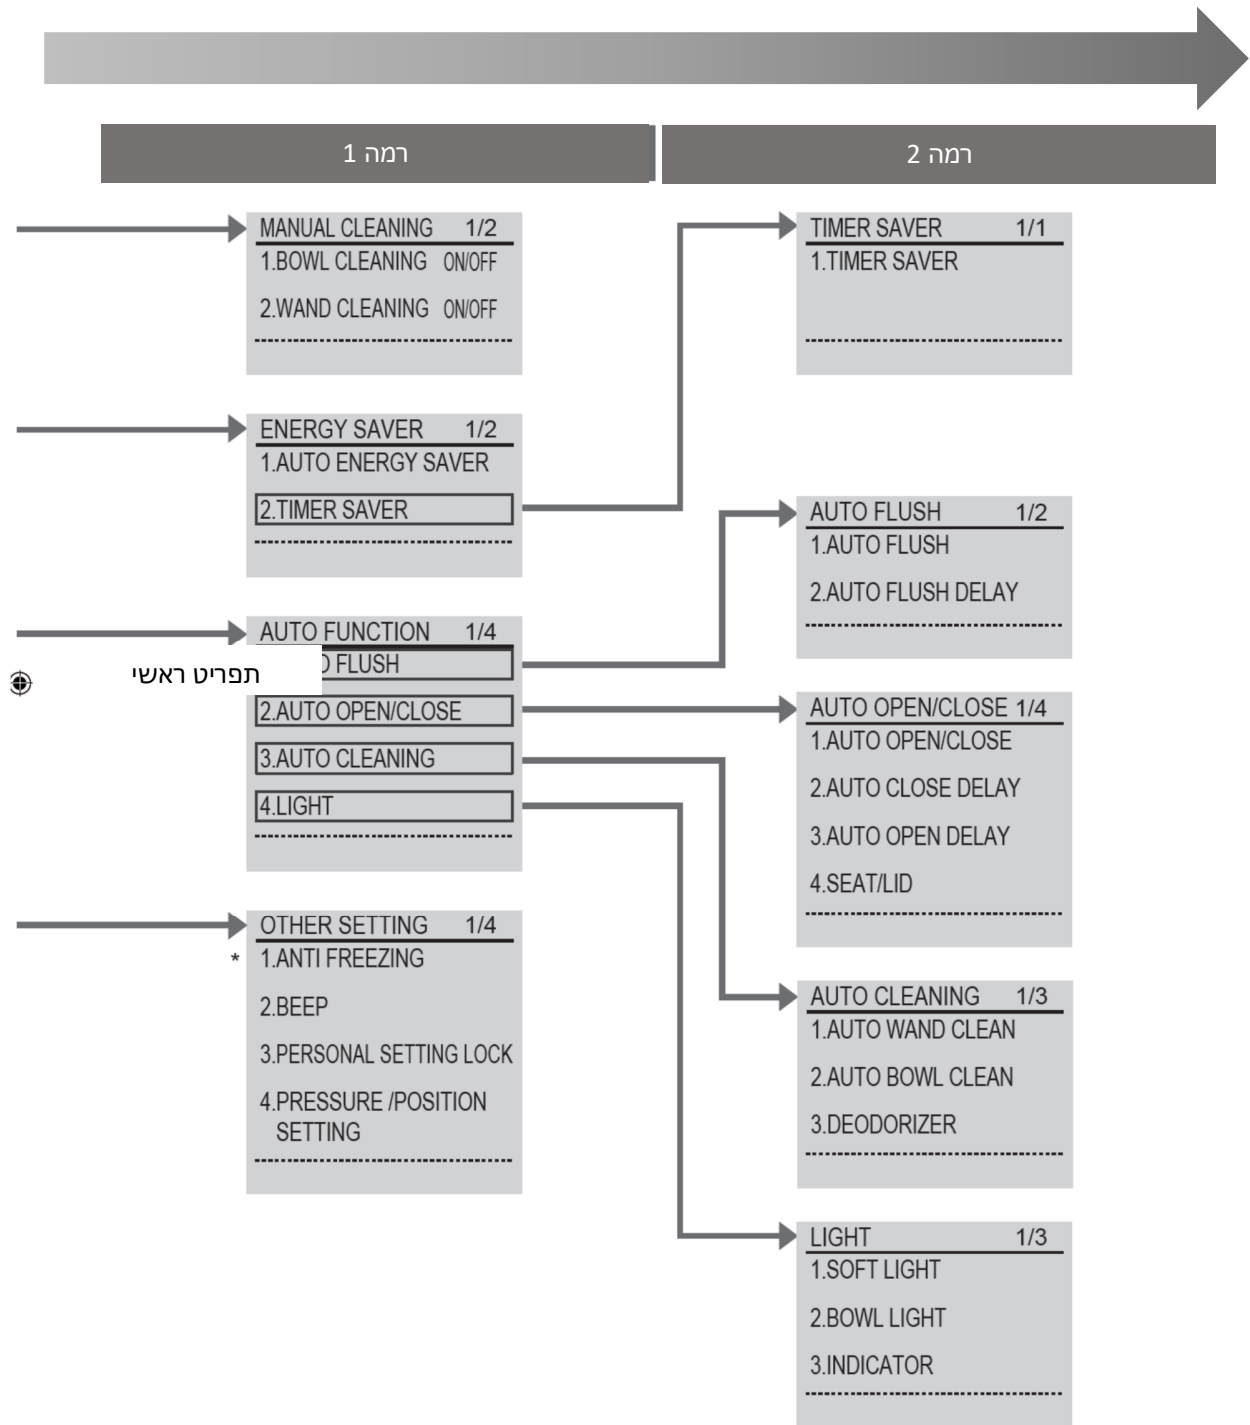 רמה 1
רמה 2
MANUAL CLEANING 1/2
1.BOWL CLEANING ON/OFF
2.WAND CLEANING ON/OFF
ENERGY SAVER 1/2
1.AUTO ENERGY SAVER
2.TIMER SAVER
AUTO FUNCTION 1/4
FLUSH
תפריט ראשי
2.AUTO OPEN/CLOSE
3.AUTO CLEANING
4.LIGHT
OTHER SETTING 1/4
* 1.ANTI FREEZING
2.BEEP
3.PERSONAL SETTING LOCK
4.PRESSURE /POSITION
SETTING
TIMER SAVER 1/1
1.TIMER SAVER
AUTO FLUSH 1/2
1.AUTO FLUSH
2.AUTO FLUSH DELAY
AUTO OPEN/CLOSE 1/4
1.AUTO OPEN/CLOSE
2.AUTO CLOSE DELAY
3.AUTO OPEN DELAY
4.SEAT/LID
AUTO CLEANING 1/3
1.AUTO WAND CLEAN
2.AUTO BOWL CLEAN
3.DEODORIZER
LIGHT 1/3
1.SOFT LIGHT
2.BOWL LIGHT
3.INDICATOR